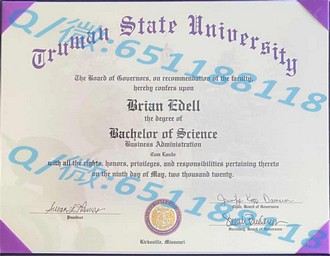 Truman State University
The Board of Governors, on recommendation of the faculty,
hereby confers upon
Brian Edell
the degree of
Bachelor of Science
Business Administration
Cum Laude
with all the rights, honors, privileges, and responsibilities pertaining thereto
on the ninth day of May, two thousand twenty.
President
Chair, Board of Governors
Secretary, Board of Governors
Kirksville, Missouri
Q/微:651188118
Q/微:651188118